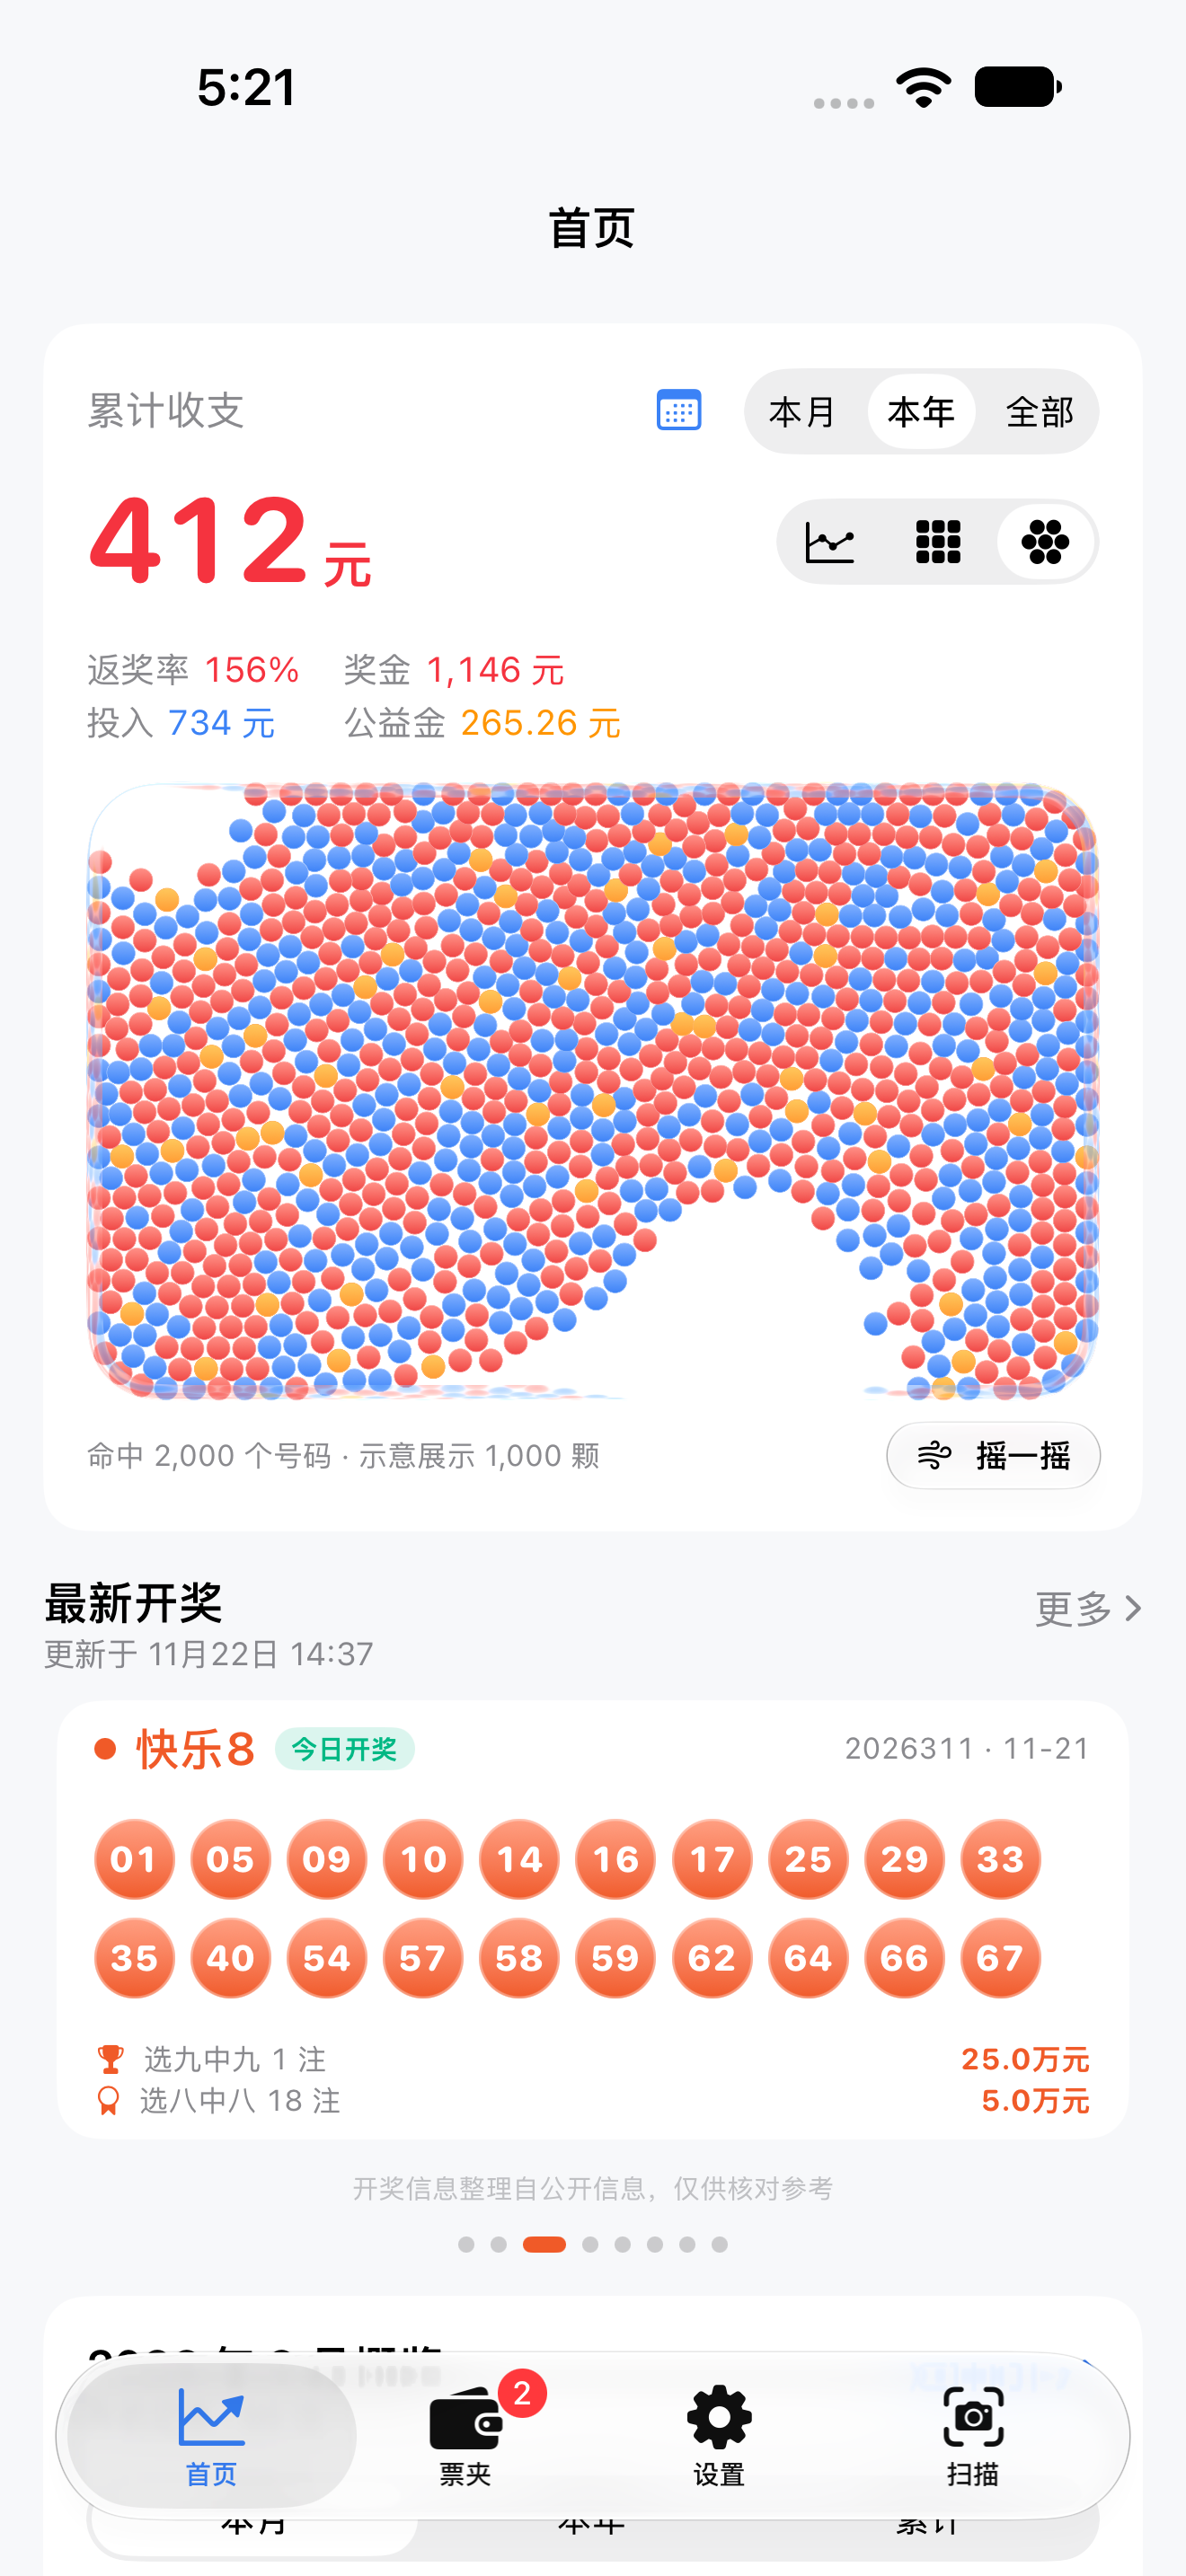 5:21
首页
累计收支
本月 本年 全部
412 元
返奖率 156% 奖金 1,146 元
投入 734 元 公益金 265.26 元
命中 2,000 个号码 · 示意展示 1,000 颗
摇一摇
最新开奖
更多
更新于 11月22日 14:37
快乐8 今日开奖 2026311 · 11-21
01 05 09 10 14 16 17 25 29 33
35 40 54 57 58 59 62 64 66 67
选九中九 1 注 25.0万元
选八中八 18 注 5.0万元
开奖信息整理自公开信息，仅供核对参考
2
首页 票夹 设置 扫描
本月 本年 累计